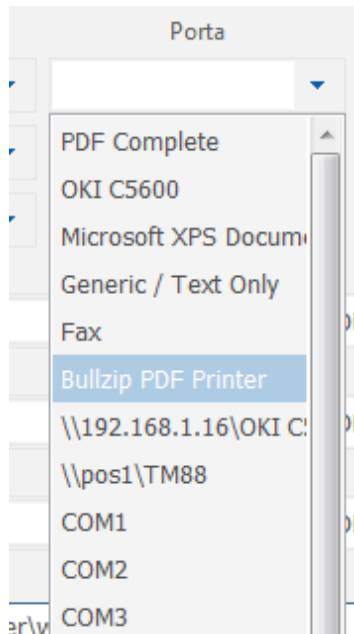 Porta
PDF Complete
OKI C5600
Microsoft XPS Docum
Generic / Text Only
Fax
Bullzip PDF Printer
\\192.168.1.16\OKI C
\\pos1\TM88
COM1
COM2
COM3